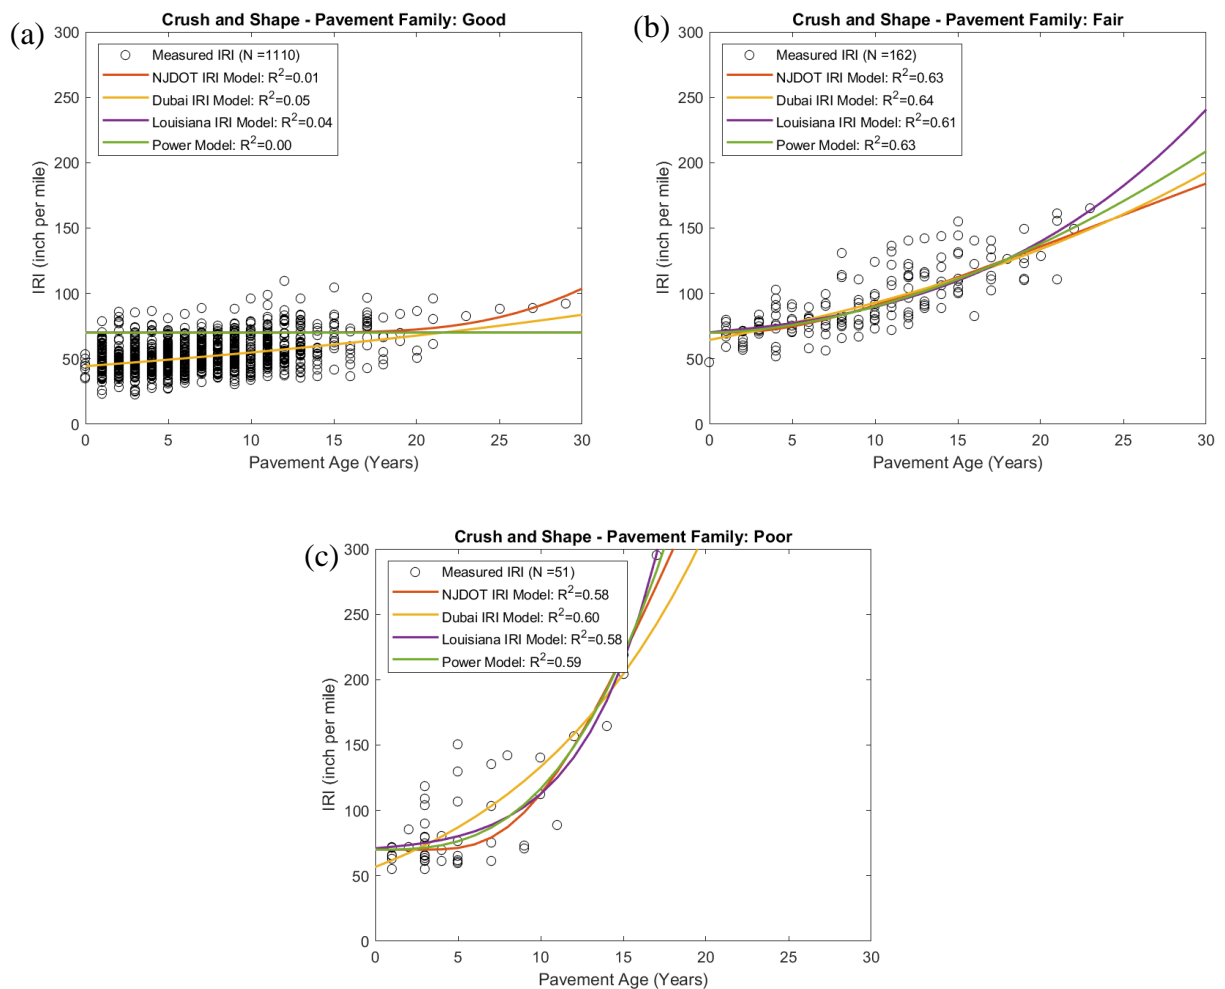 (a)
Crush and Shape - Pavement Family: Good
300
250
200
150
100
50
0
IRI (inch per mile)
Measured IRI (N =1110)
NJDOT IRI Model: R²=0.01
Dubai IRI Model: R²=0.05
Louisiana IRI Model: R²=0.04
Power Model: R²=0.00
0 5 10 15 20 25 30
Pavement Age (Years)
(b)
Crush and Shape - Pavement Family: Fair
300
250
200
150
100
50
0
IRI (inch per mile)
Measured IRI (N =162)
NJDOT IRI Model: R²=0.63
Dubai IRI Model: R²=0.64
Louisiana IRI Model: R²=0.61
Power Model: R²=0.63
0 5 10 15 20 25 30
Pavement Age (Years)
(c)
Crush and Shape - Pavement Family: Poor
300
250
200
150
100
50
0
IRI (inch per mile)
Measured IRI (N =51)
NJDOT IRI Model: R²=0.58
Dubai IRI Model: R²=0.60
Louisiana IRI Model: R²=0.58
Power Model: R²=0.59
0 5 10 15 20 25 30
Pavement Age (Years)